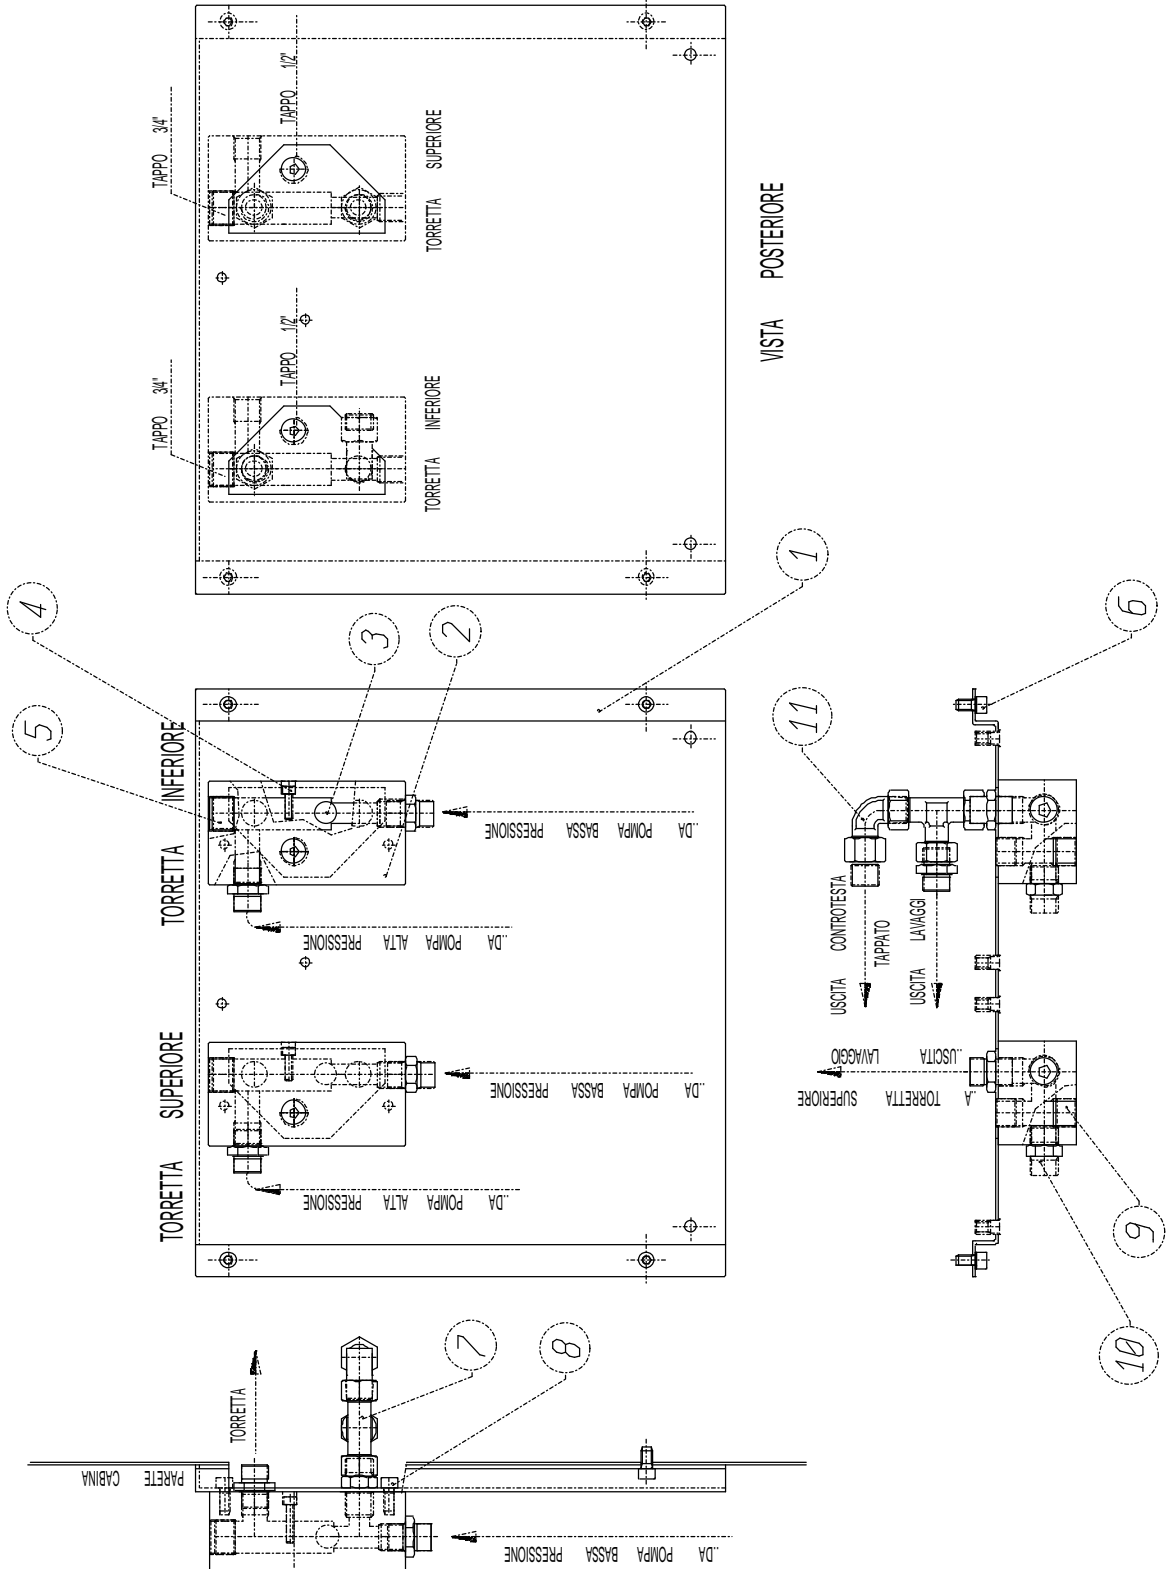 TAPPO 3/4"
TAPPO 1/2"
TORRETTA SUPERIORE
TAPPO 3/4"
TAPPO 1/2"
TORRETTA INFERIORE
VISTA POSTERIORE
4
5
3
2
1
TORRETTA INFERIORE
..DA POMPA BASSA PRESSIONE
..DA POMPA ALTA PRESSIONE
TORRETTA SUPERIORE
..DA POMPA BASSA PRESSIONE
..DA POMPA ALTA PRESSIONE
6
11
USCITA CONTROTESTA
TAPPATO
USCITA LAVAGGI
..USCITA LAVAGGIO
..A TORRETTA SUPERIORE
9
10
7
8
TORRETTA
PARETE CABINA
..DA POMPA BASSA PRESSIONE